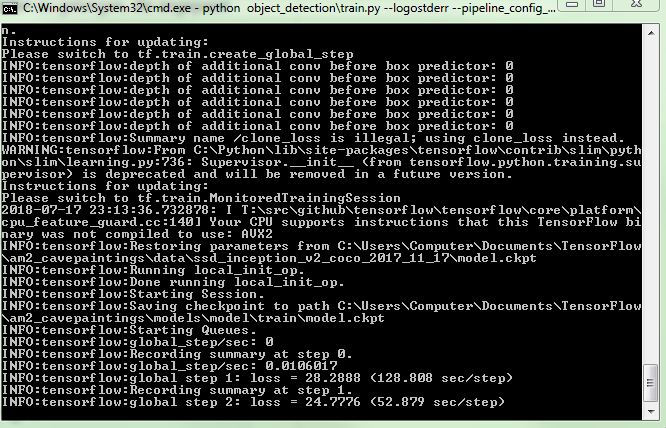 C:\Windows\System32\cmd.exe - python  object_detection\train.py --logostderr --pipeline_config_...
n.
Instructions for updating:
Please switch to tf.train.create_global_step
INFO:tensorflow:depth of additional conv before box predictor: 0
INFO:tensorflow:depth of additional conv before box predictor: 0
INFO:tensorflow:depth of additional conv before box predictor: 0
INFO:tensorflow:depth of additional conv before box predictor: 0
INFO:tensorflow:depth of additional conv before box predictor: 0
INFO:tensorflow:depth of additional conv before box predictor: 0
INFO:tensorflow:Summary name /clone_loss is illegal; using clone_loss instead.
WARNING:tensorflow:From C:\Python\lib\site-packages\tensorflow\contrib\slim\pyth
on\slim\learning.py:736: Supervisor.__init__ (from tensorflow.python.training.su
pervisor) is deprecated and will be removed in a future version.
Instructions for updating:
Please switch to tf.train.MonitoredTrainingSession
2018-07-17 23:13:36.732878: I T:\src\github\tensorflow\tensorflow\core\platform\
cpu_feature_guard.cc:140] Your CPU supports instructions that this TensorFlow bi
nary was not compiled to use: AVX2
INFO:tensorflow:Restoring parameters from C:\Users\Computer\Documents\TensorFlow
\am2_cavepaintings\data\ssd_inception_v2_coco_2017_11_17\model.ckpt
INFO:tensorflow:Running local_init_op.
INFO:tensorflow:Done running local_init_op.
INFO:tensorflow:Starting Session.
INFO:tensorflow:Saving checkpoint to path C:\Users\Computer\Documents\TensorFlow
\am2_cavepaintings\models\model\train\model.ckpt
INFO:tensorflow:Starting Queues.
INFO:tensorflow:global_step/sec: 0
INFO:tensorflow:Recording summary at step 0.
INFO:tensorflow:global_step/sec: 0.0106017
INFO:tensorflow:global step 1: loss = 28.2888 (128.808 sec/step)
INFO:tensorflow:Recording summary at step 1.
INFO:tensorflow:global step 2: loss = 24.7776 (52.879 sec/step)